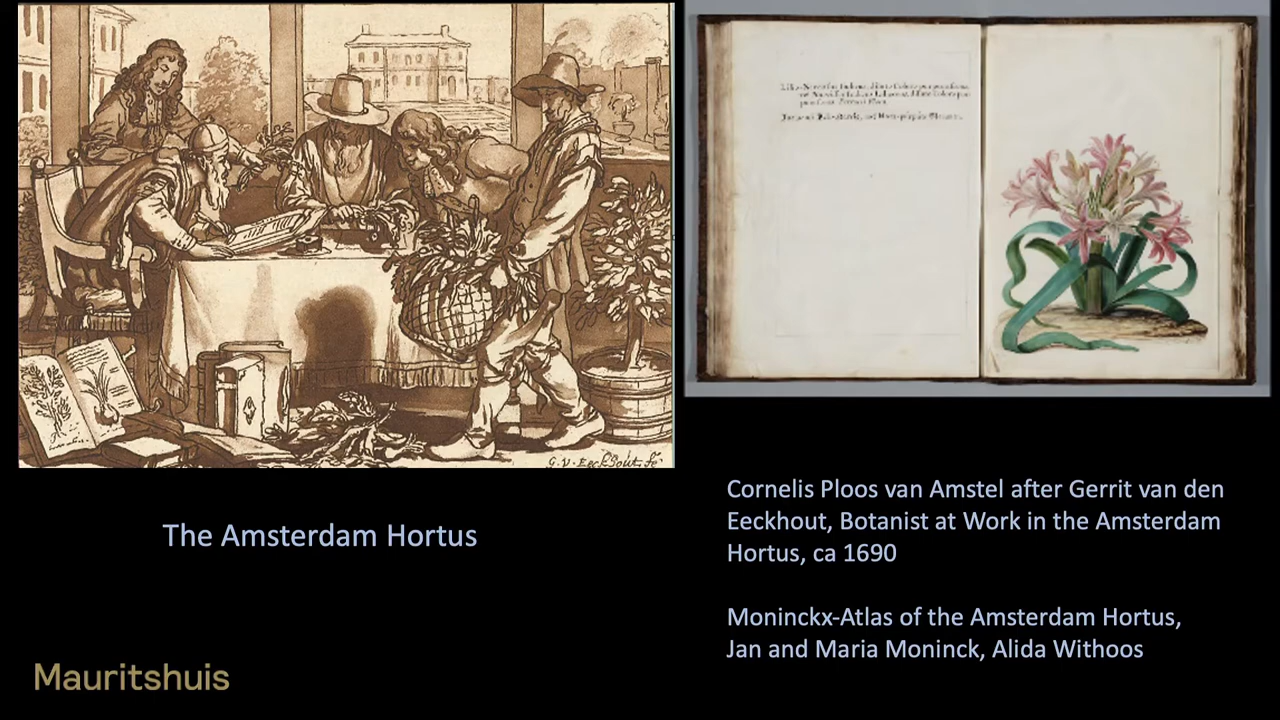 G.V. Eeckhout fe
The Amsterdam Hortus
Mauritshuis
Cornelis Ploos van Amstel after Gerrit van den
Eeckhout, Botanist at Work in the Amsterdam
Hortus, ca 1690
Moninckx-Atlas of the Amsterdam Hortus,
Jan and Maria Moninck, Alida Withoos